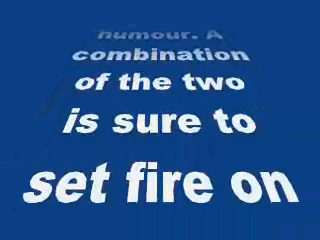 humour. A
combination
of the two
is sure to
set fire on